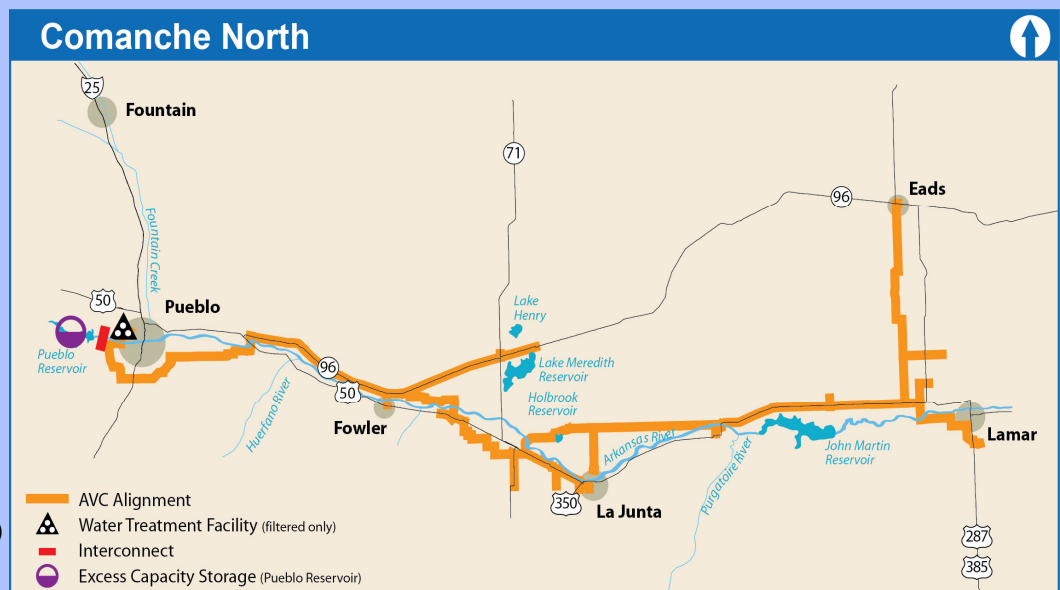 Comanche North
25
Fountain
71
96
Eads
Fountain Creek
50
Pueblo
Lake
Henry
Pueblo
Reservoir
96
Lake Meredith
Reservoir
50
Holbrook
Reservoir
Huerfano River
Fowler
Arkansas River
Lamar
John Martin
Reservoir
Purgatoire River
350
La Junta
AVC Alignment
Water Treatment Facility (filtered only)
287
Interconnect
385
Excess Capacity Storage (Pueblo Reservoir)